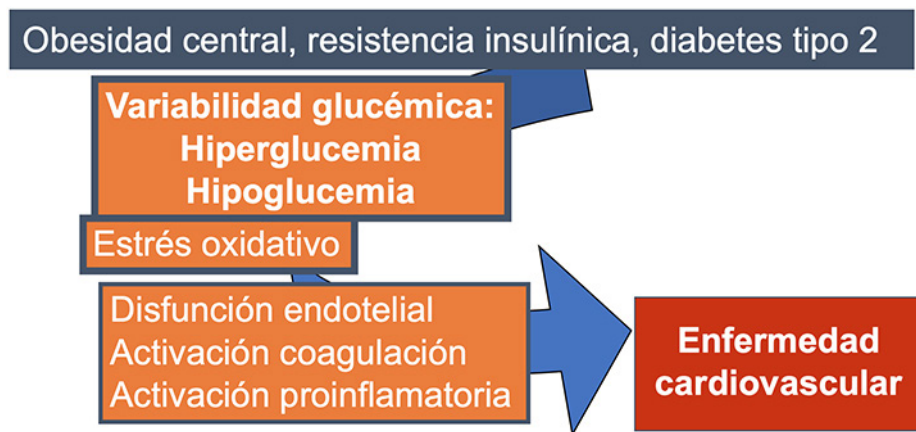 Obesidad central, resistencia insulínica, diabetes tipo 2
Variabilidad glucémica:
Hiperglucemia
Hipoglucemia
Estrés oxidativo
Disfunción endotelial
Activación coagulación
Activación proinflamatoria
Enfermedad
cardiovascular